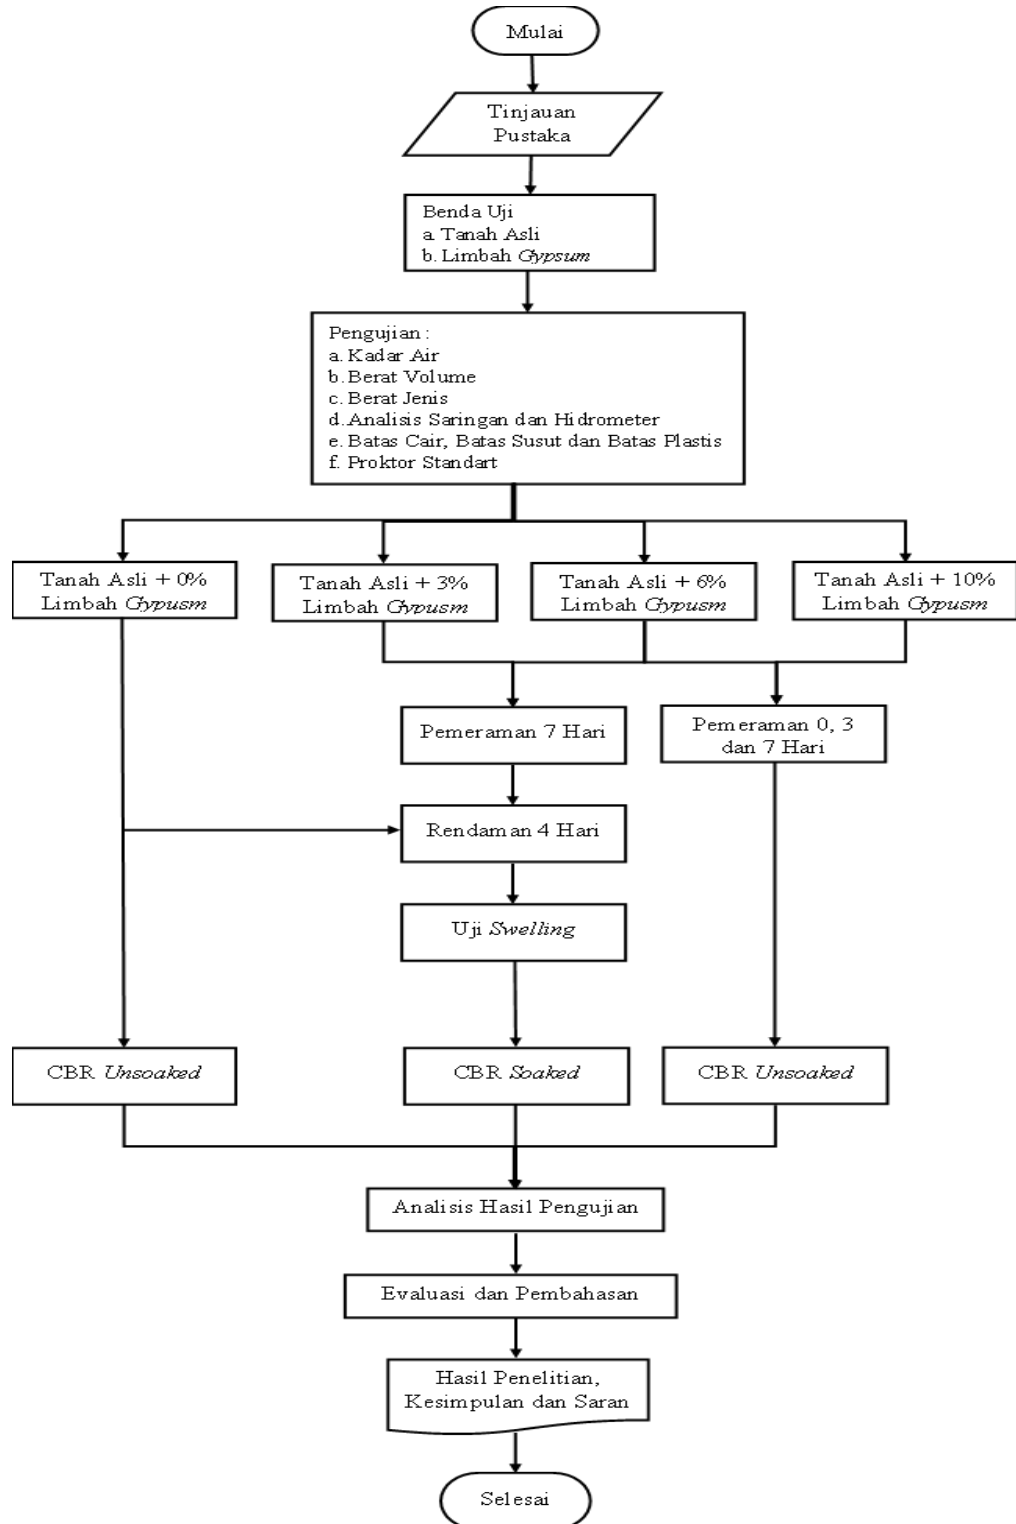 Mulai
Tinjauan
Pustaka
Benda Uji
a. Tanah Asli
b. Limbah Gypsum
Pengujian :
a. Kadar Air
b. Berat Volume
c. Berat Jenis
d. Analisis Saringan dan Hidrometer
e. Batas Cair, Batas Susut dan Batas Plastis
f. Proktor Standart
Tanah Asli + 0%
Limbah Gypusm
Tanah Asli + 3%
Limbah Gypusm
Tanah Asli + 6%
Limbah Gypusm
Tanah Asli + 10%
Limbah Gypusm
Pemeraman 7 Hari
Pemeraman 0, 3
dan 7 Hari
Rendaman 4 Hari
Uji Swelling
CBR Unsoaked
CBR Soaked
CBR Unsoaked
Analisis Hasil Pengujian
Evaluasi dan Pembahasan
Hasil Penelitian,
Kesimpulan dan Saran
Selesai